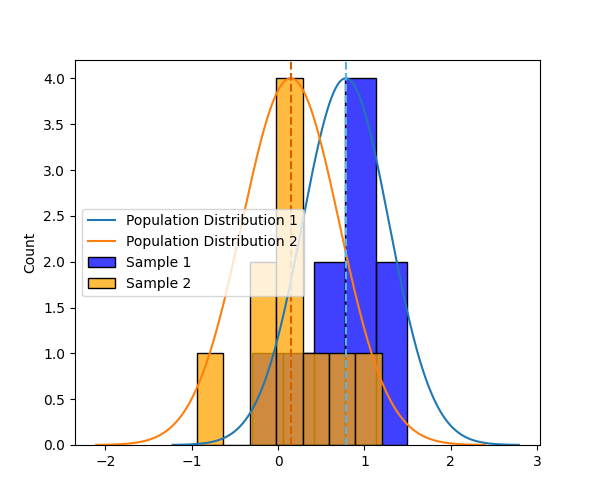 4.0
3.5
3.0
2.5
2.0
1.5
1.0
0.5
0.0
Count
Population Distribution 1
Population Distribution 2
Sample 1
Sample 2
−2 −1 0 1 2 3